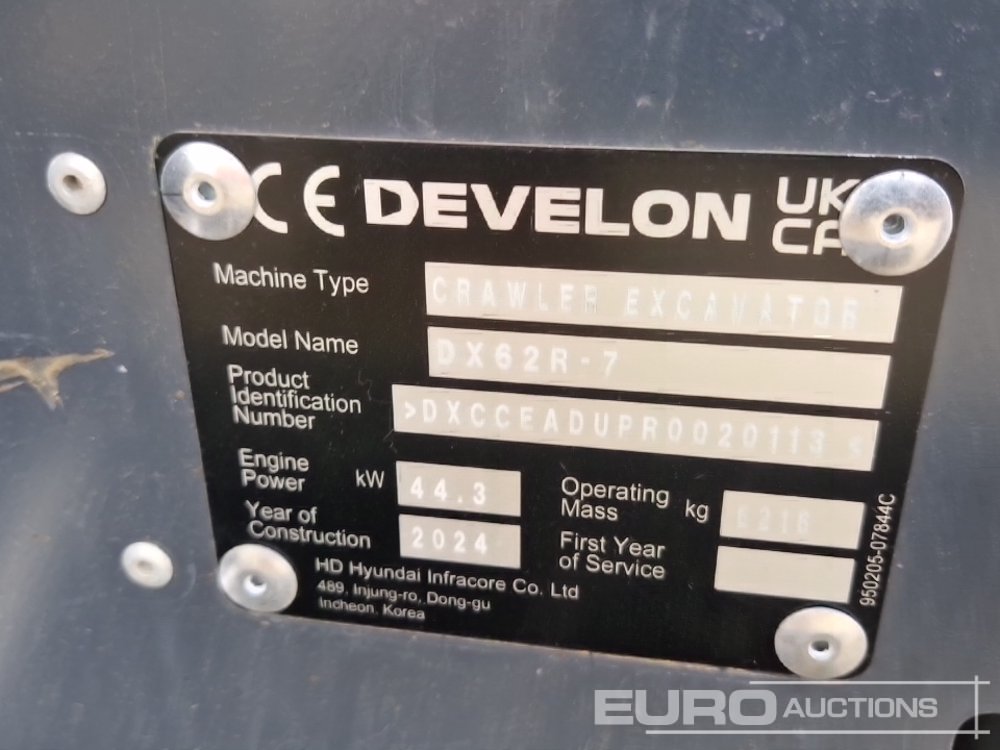 CE DEVELON UK
CA
Machine Type CRAWLER EXCAVATOR
Model Name DX62R-7
Product
Identification
Number >DXCCEADUPR0020113<
Engine
Power kW 44.3
Operating
Mass kg 6216
Year of
Construction 2024
First Year
of Service
HD Hyundai Infracore Co. Ltd
489, Injung-ro, Dong-gu
Incheon, Korea
950205-07844C
EURO AUCTIONS